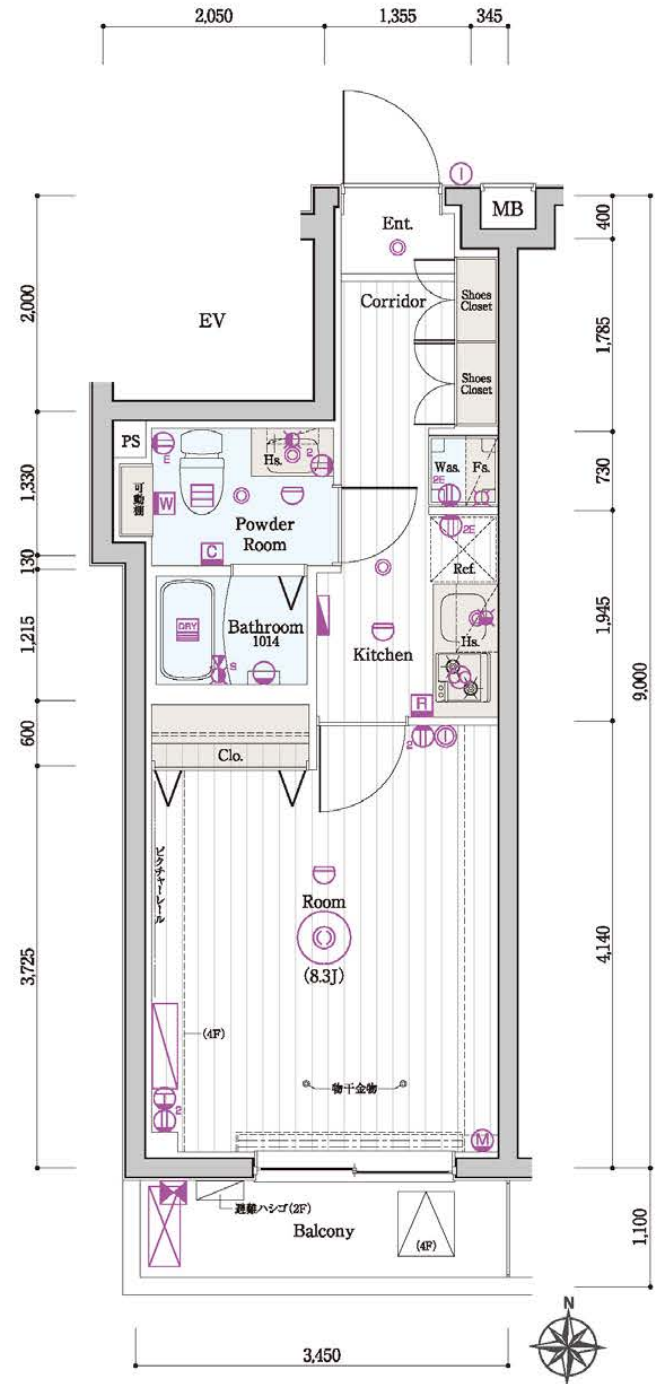 2,050
1,355
345
I
MB
400
Ent.
2,000
Corridor
Shoes
Closet
1,785
EV
Shoes
Closet
PS
E
Hs.
2
Was.
Fs.
2E
730
可動棚
W
1,330
Powder
Room
2E
C
Ref.
130
DRY
Bathroom
1014
S
1,215
Hs.
1,945
Kitchen
R
9,000
600
Clo.
2
I
ピクチャーレール
Room
(8.3J)
3,725
4,140
(4F)
物干金物
2
M
避難ハシゴ(2F)
Balcony
(4F)
1,100
N
3,450